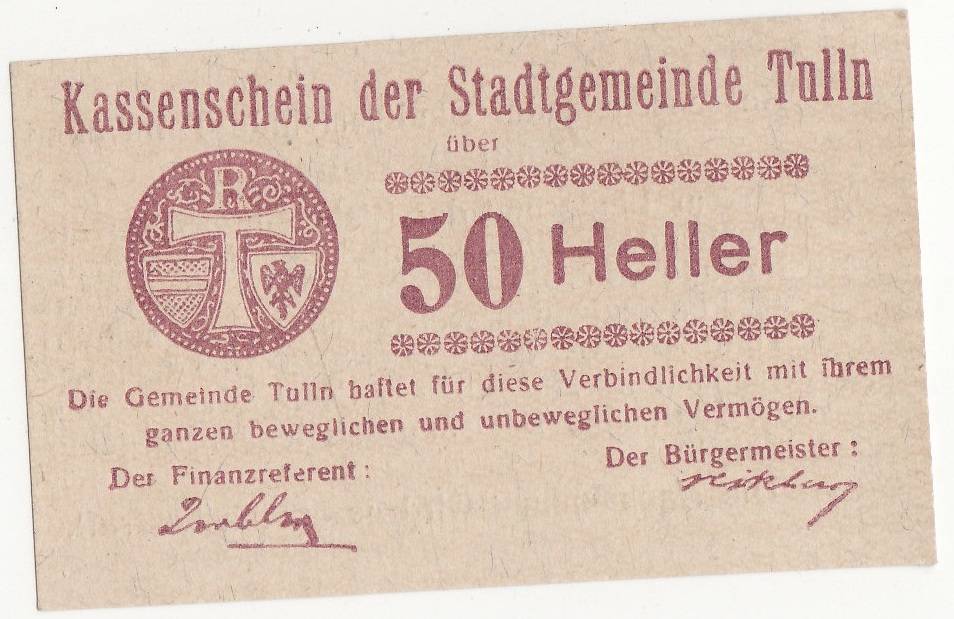 Kassenschein der Stadtgemeinde Tulln
über
R
T
50 Heller
Die Gemeinde Tulln haftet für diese Verbindlichkeit mit ihrem
ganzen beweglichen und unbeweglichen Vermögen.
Der Finanzreferent:
Der Bürgermeister: